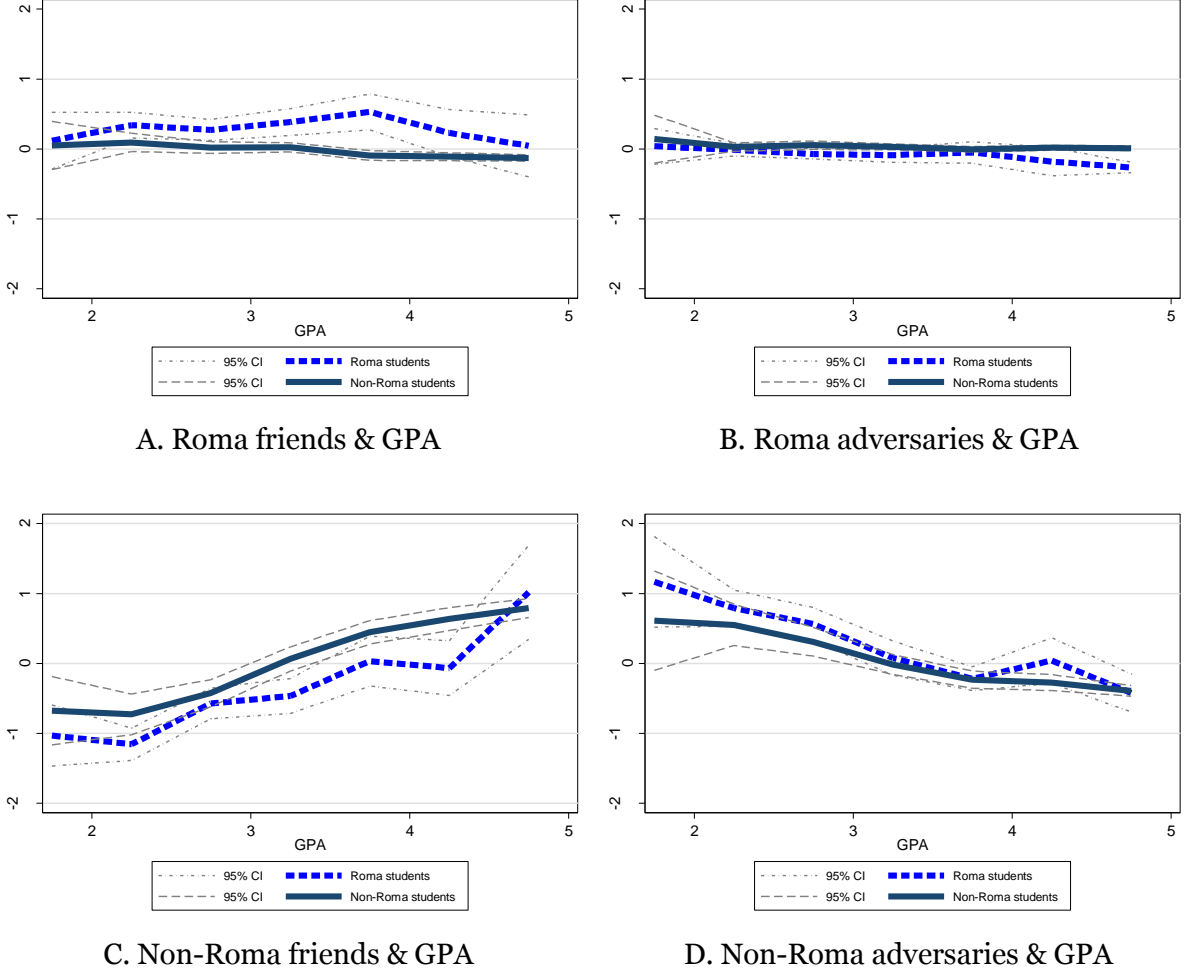 2
1
0
-1
-2
2 3 4 5
GPA
95% CI Roma students
95% CI Non-Roma students
A. Roma friends & GPA
2
1
0
-1
-2
2 3 4 5
GPA
95% CI Roma students
95% CI Non-Roma students
B. Roma adversaries & GPA
2
1
0
-1
-2
2 3 4 5
GPA
95% CI Roma students
95% CI Non-Roma students
C. Non-Roma friends & GPA
2
1
0
-1
-2
2 3 4 5
GPA
95% CI Roma students
95% CI Non-Roma students
D. Non-Roma adversaries & GPA